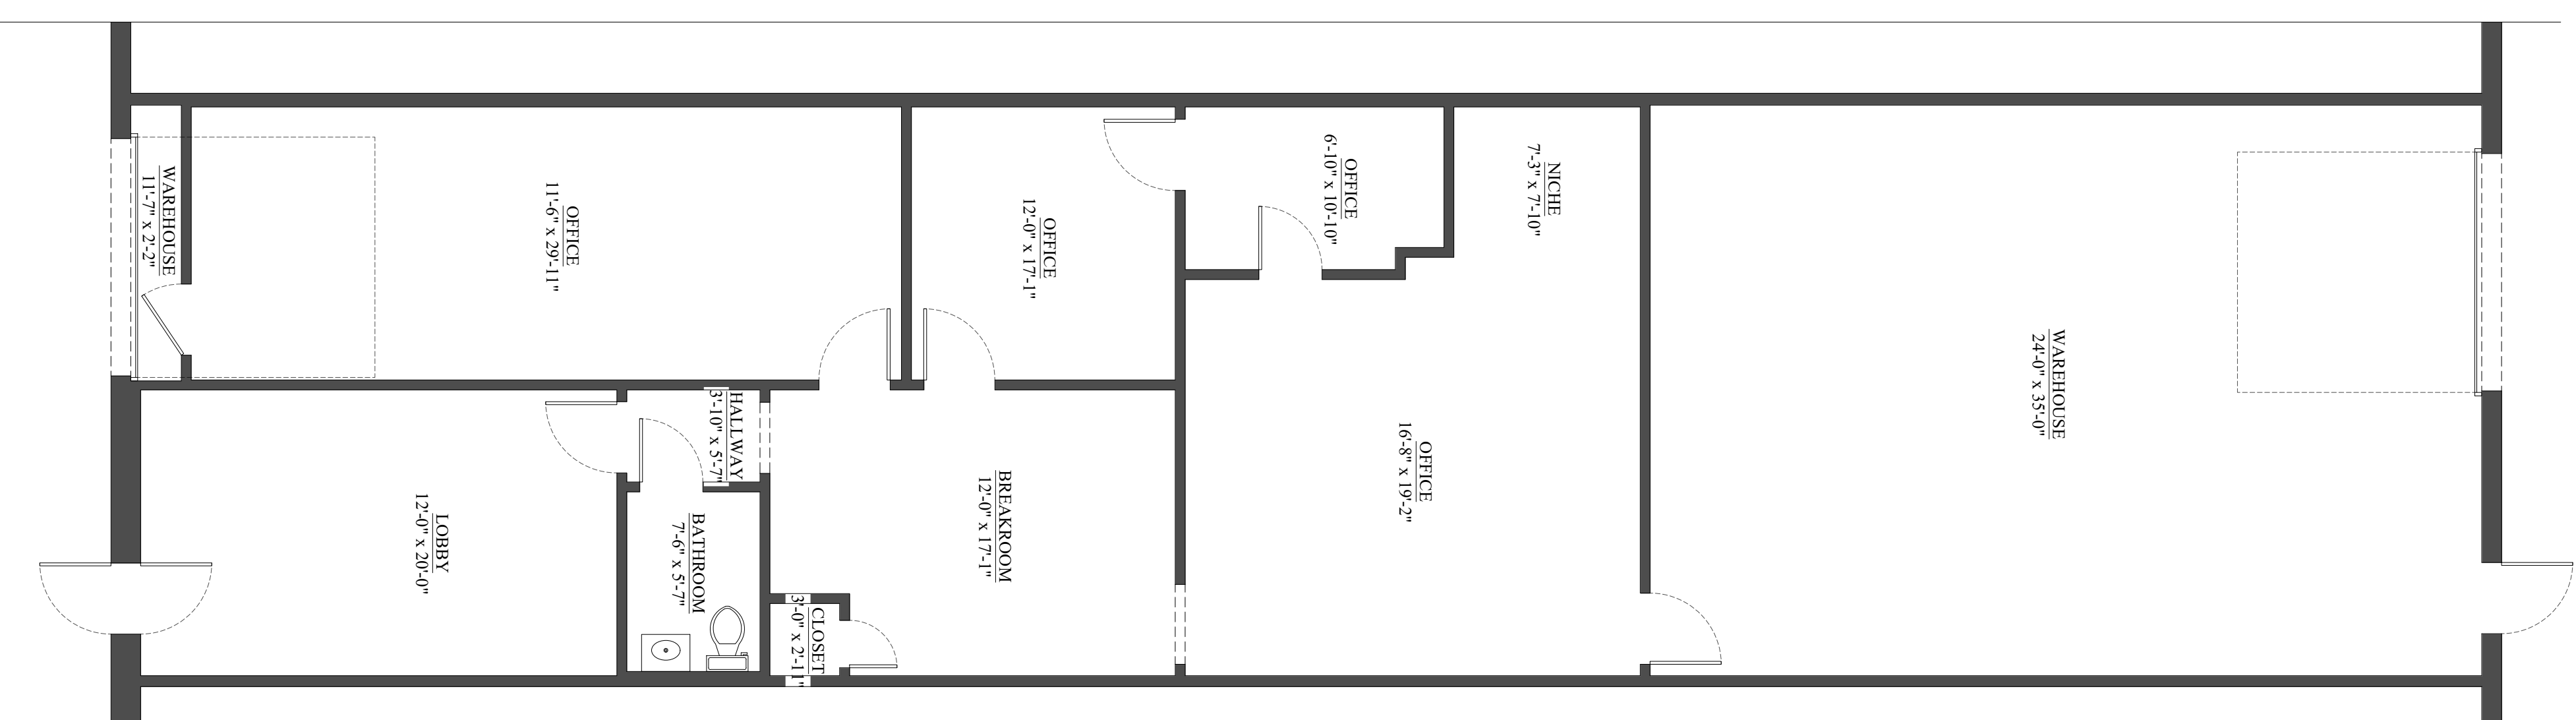 WAREHOUSE
11'-7" x 2'-2"
OFFICE
11'-6" x 29'-11"
OFFICE
12'-0" x 17'-1"
OFFICE
6'-10" x 10'-10"
NICHE
7'-3" x 7'-10"
WAREHOUSE
24'-0" x 35'-0"
LOBBY
12'-0" x 20'-0"
HALLWAY
3'-10" x 5'-7"
BATHROOM
7'-6" x 5'-7"
CLOSET
3'-0" x 2'-11"
BREAKROOM
12'-0" x 17'-1"
OFFICE
16'-8" x 19'-2"